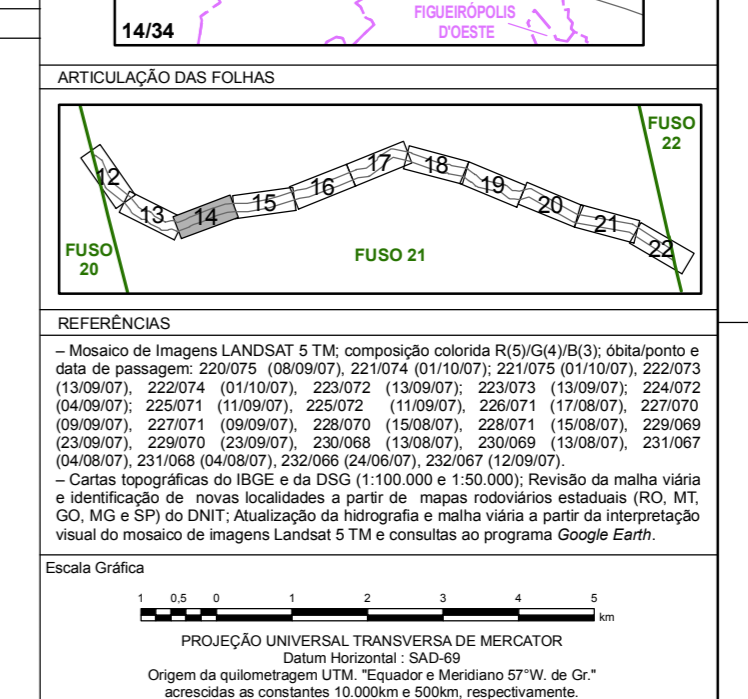 FIGUEIRÓPOLIS
D'OESTE
14/34
ARTICULAÇÃO DAS FOLHAS
FUSO
22
12
13
14
15
16
17
18
19
20
21
22
FUSO
20
FUSO 21
REFERÊNCIAS
– Mosaico de Imagens LANDSAT 5 TM; composição colorida R(5)/G(4)/B(3); óbita/ponto e
data de passagem: 220/075 (08/09/07), 221/074 (01/10/07); 221/075 (01/10/07), 222/073
(13/09/07), 222/074 (01/10/07), 223/072 (13/09/07); 223/073 (13/09/07); 224/072
(04/09/07); 225/071 (11/09/07), 225/072 (11/09/07), 226/071 (17/08/07), 227/070
(09/09/07), 227/071 (09/09/07), 228/070 (15/08/07), 228/071 (15/08/07), 229/069
(23/09/07), 229/070 (23/09/07), 230/068 (13/08/07), 230/069 (13/08/07), 231/067
(04/08/07), 231/068 (04/08/07), 232/066 (24/06/07), 232/067 (12/09/07).
– Cartas topográficas do IBGE e da DSG (1:100.000 e 1:50.000); Revisão da malha viária
e identificação de novas localidades a partir de mapas rodoviários estaduais (RO, MT,
GO, MG e SP) do DNIT; Atualização da hidrografia e malha viária a partir da interpretação
visual do mosaico de imagens Landsat 5 TM e consultas ao programa Google Earth.
Escala Gráfica
1 0,5 0 1 2 3 4 5
km
PROJEÇÃO UNIVERSAL TRANSVERSA DE MERCATOR
Datum Horizontal : SAD-69
Origem da quilometragem UTM. "Equador e Meridiano 57°W. de Gr."
acrescidas as constantes 10.000km e 500km, respectivamente.